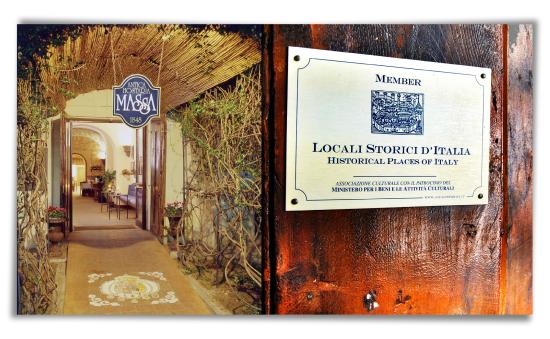 ANTICA
HOSTERIA
MASSA
1848
MEMBER
LOCALI STORICI D'ITALIA
HISTORICAL PLACES OF ITALY
ASSOCIAZIONE CULTURALE CON IL PATROCINIO DEL
MINISTERO PER I BENI E LE ATTIVITÀ CULTURALI